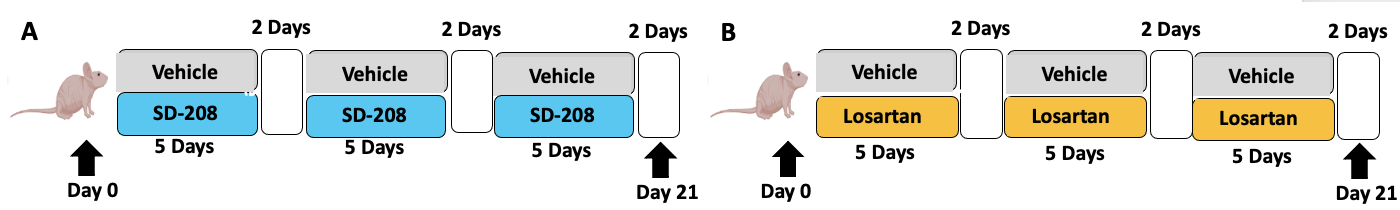 A
2 Days
2 Days
2 Days
Vehicle
Vehicle
Vehicle
SD-208
SD-208
SD-208
5 Days
5 Days
5 Days
Day 0
Day 21
B
2 Days
2 Days
2 Days
Vehicle
Vehicle
Vehicle
Losartan
Losartan
Losartan
5 Days
5 Days
5 Days
Day 0
Day 21